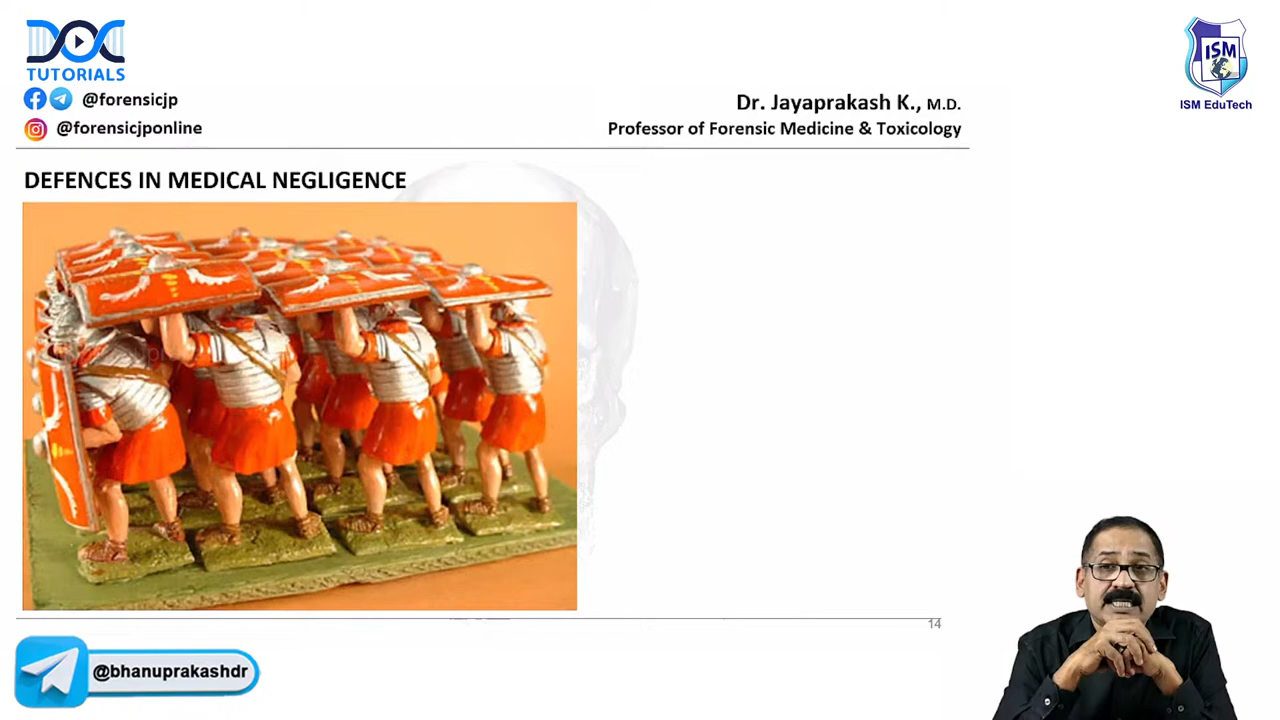 TUTORIALS
@forensicjp
@forensicjponline
Dr. Jayaprakash K., M.D.
Professor of Forensic Medicine & Toxicology
ISM
ISM EduTech
DEFENCES IN MEDICAL NEGLIGENCE
14
@bhanuprakashdr